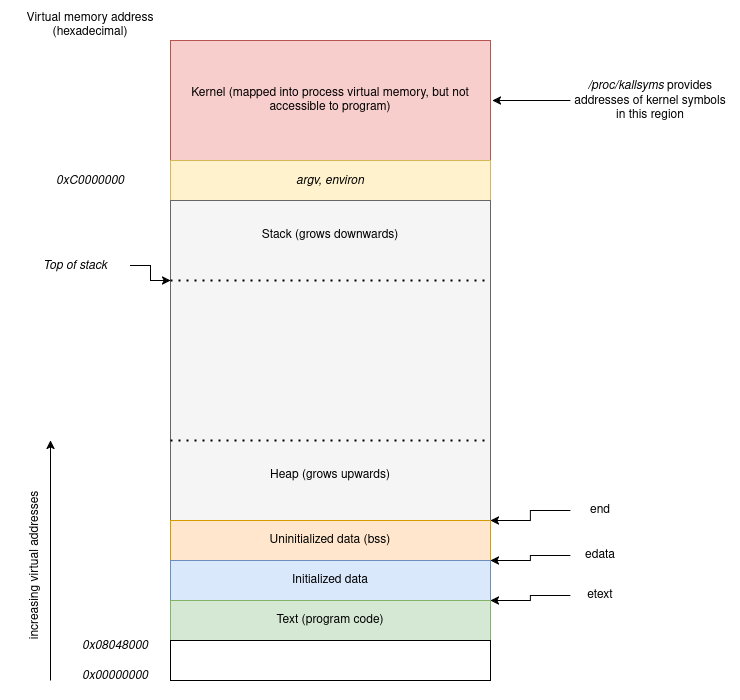 Virtual memory address
(hexadecimal)
Kernel (mapped into process virtual memory, but not
accessible to program)
/proc/kallsyms provides
addresses of kernel symbols
in this region
0xC0000000
argv, environ
Stack (grows downwards)
Top of stack
Heap (grows upwards)
end
Uninitialized data (bss)
edata
Initialized data
etext
Text (program code)
increasing virtual addresses
0x08048000
0x00000000